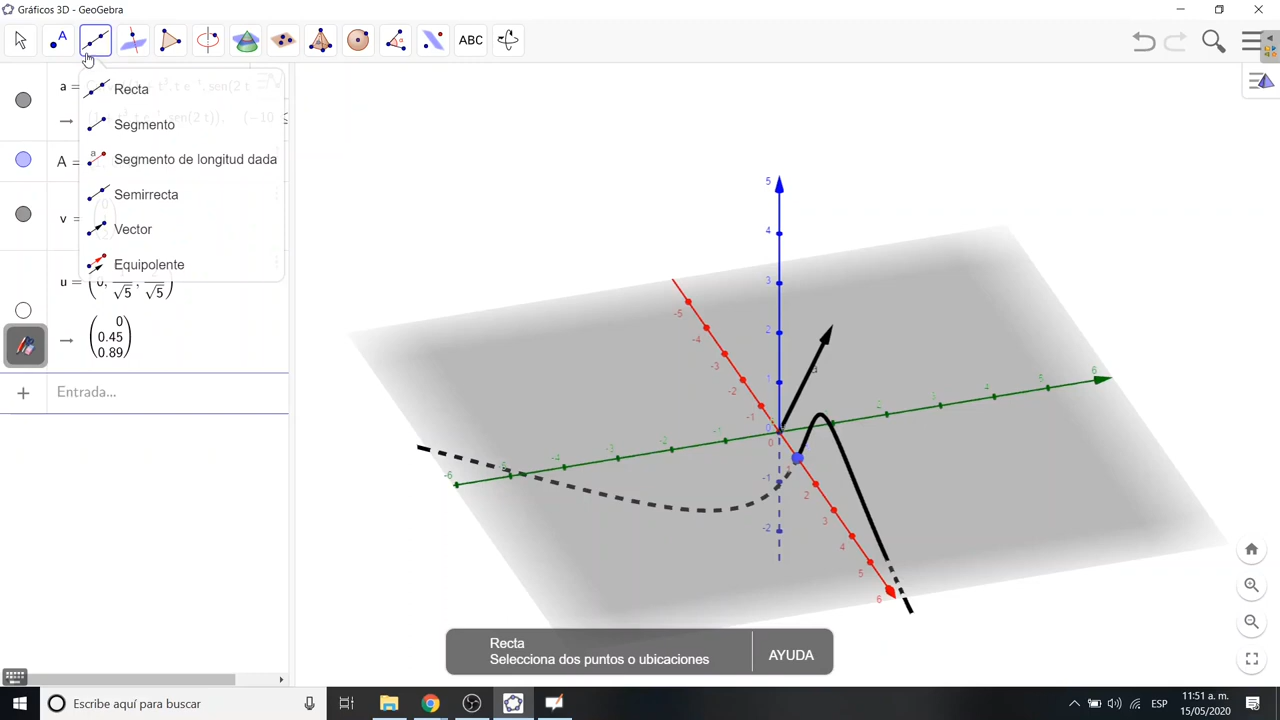 Gráficos 3D - GeoGebra
ABC
Recta
Segmento
Segmento de longitud dada
Semirrecta
Vector
Equipolente
a =
A =
v =
u = (0, 1/√5, 2/√5)
→ (0
0.45
0.89)
+ Entrada...
5
4
3
2
1
0
-1
-2
-5
-4
-3
-2
-1
0
2
3
4
5
6
-6
-5
-4
-3
-2
-1
2
3
4
5
6
a
Recta
Selecciona dos puntos o ubicaciones
AYUDA
Escribe aquí para buscar
ESP
11:51 a. m.
15/05/2020